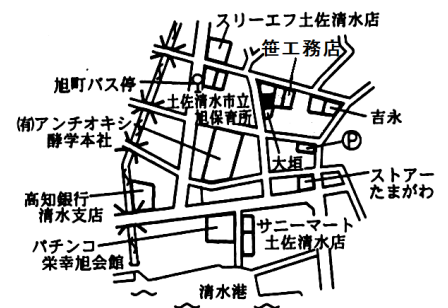 スリーエフ土佐清水店
笹工務店
旭町バス停
土佐清水市立
旭保育所
吉永
(有)アンチオキシ
酵学本社
P
大垣
ストアー
たまがわ
高知銀行
清水支店
サニーマート
土佐清水店
パチンコ
栄幸旭会館
清水港